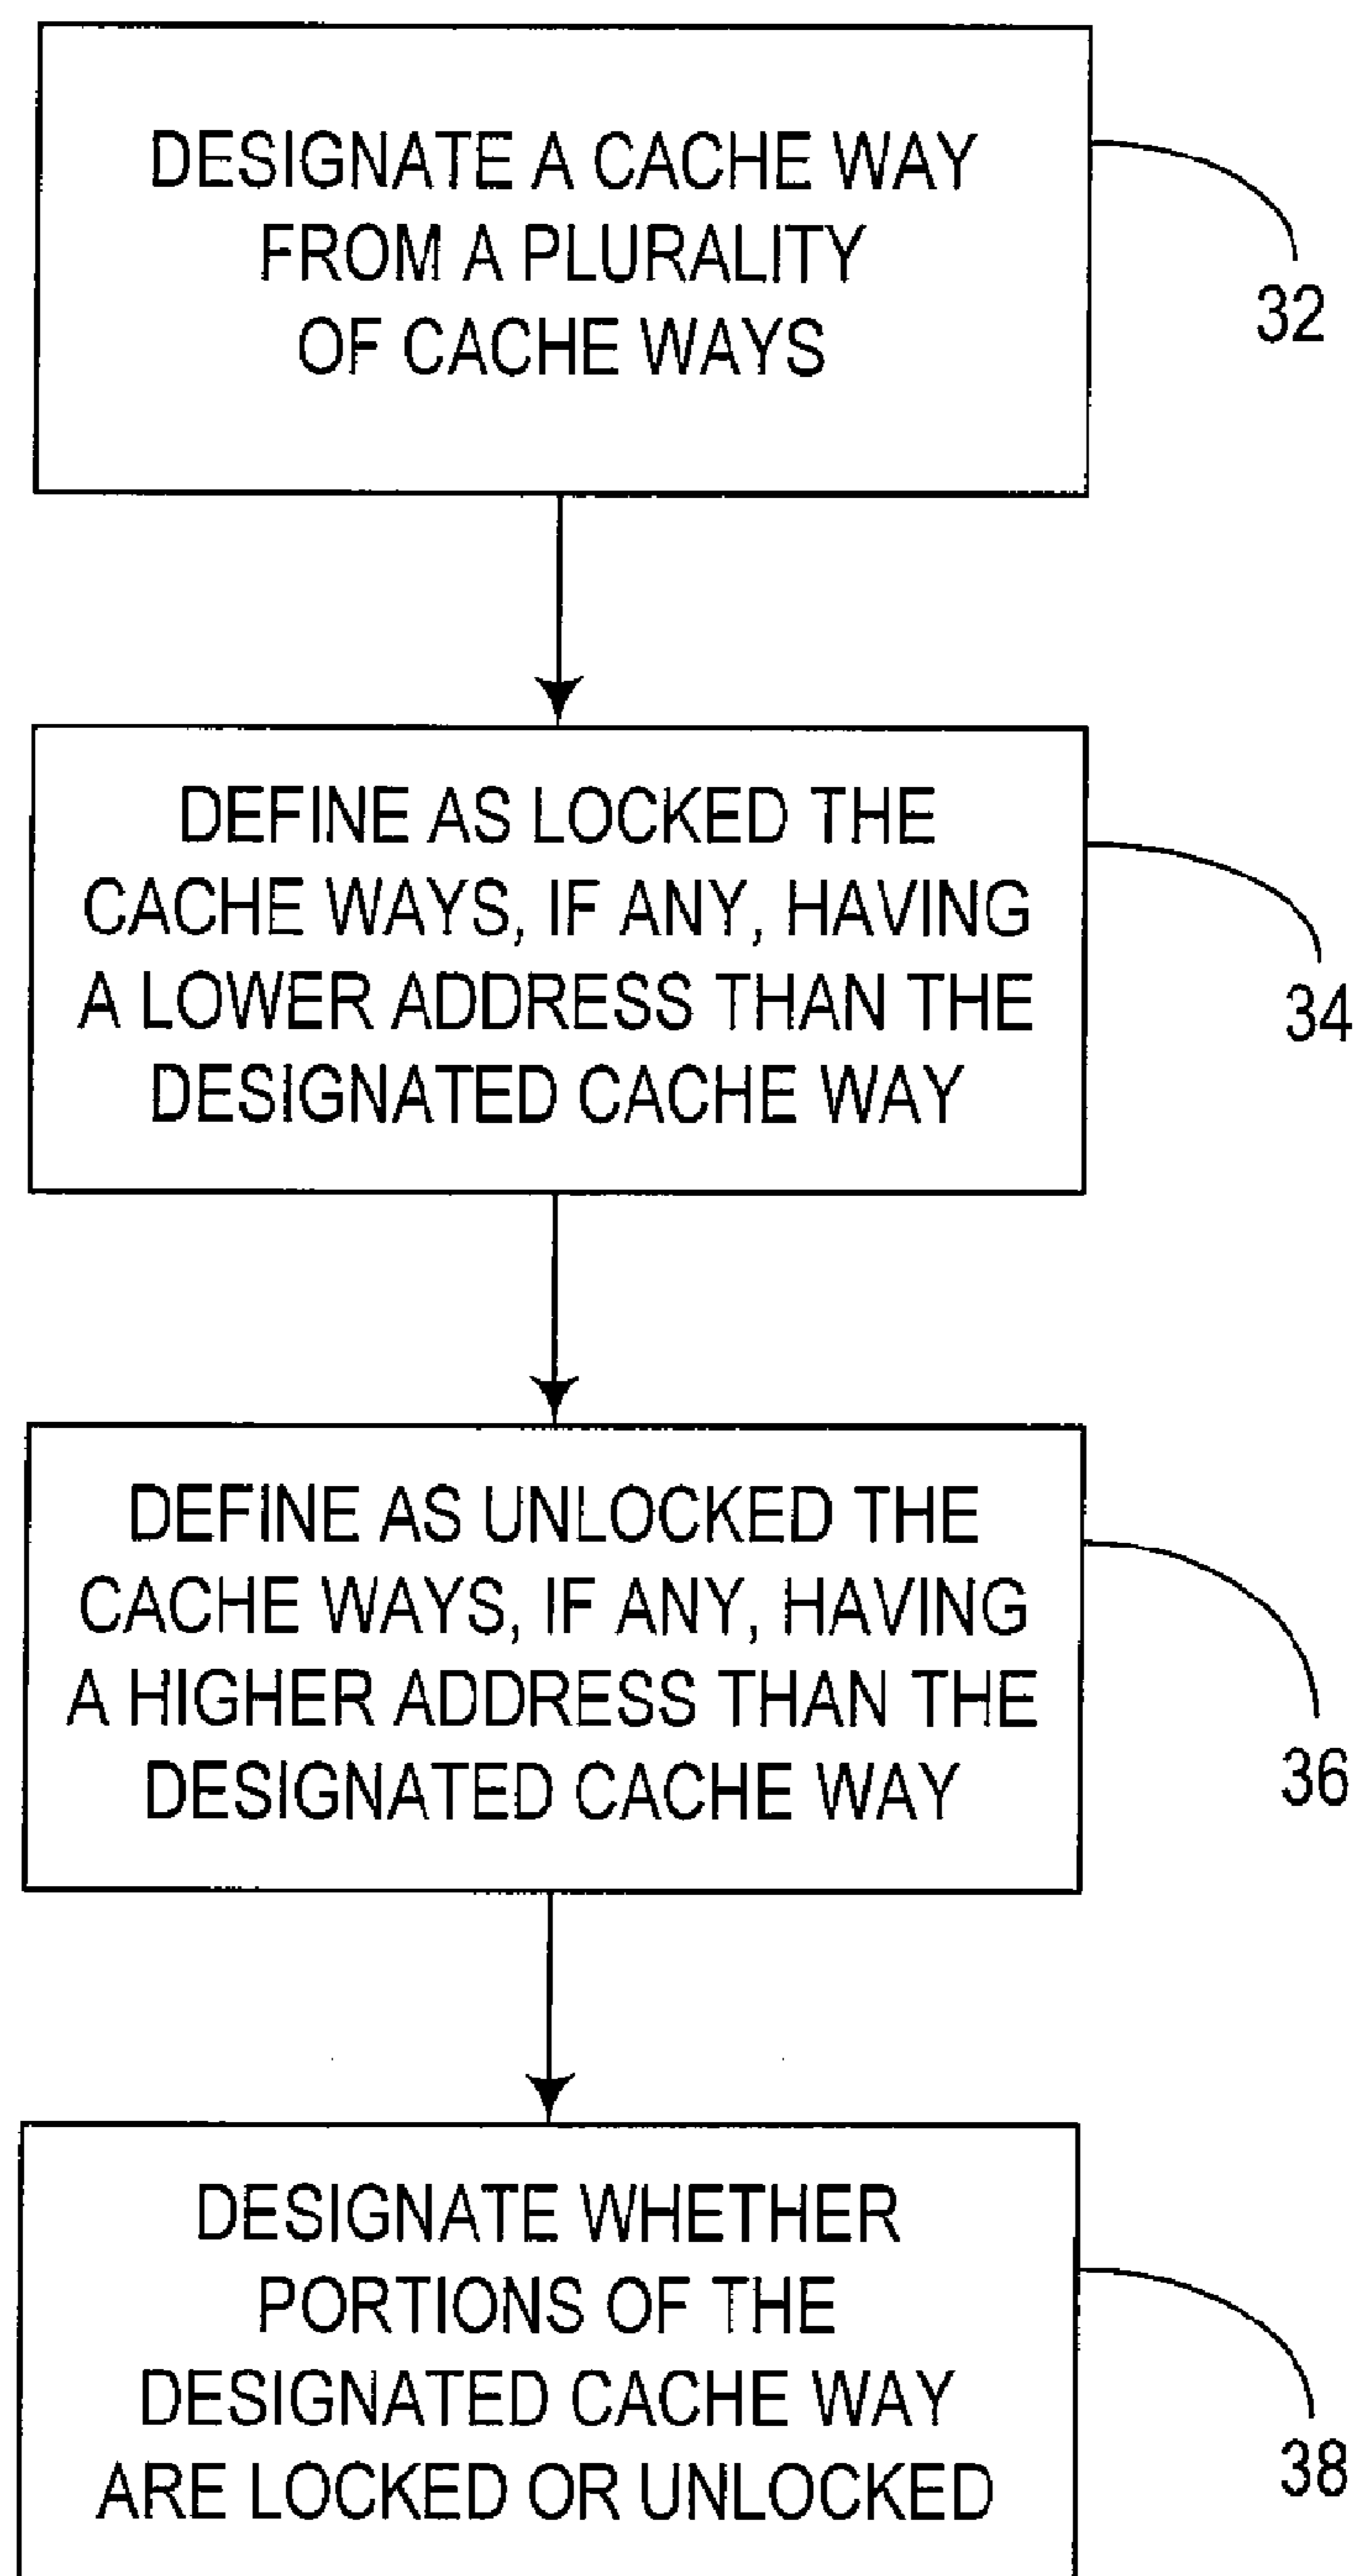 DESIGNATE A CACHE WAY
FROM A PLURALITY
OF CACHE WAYS
32
DEFINE AS LOCKED THE
CACHE WAYS, IF ANY, HAVING
A LOWER ADDRESS THAN THE
DESIGNATED CACHE WAY
34
DEFINE AS UNLOCKED THE
CACHE WAYS, IF ANY, HAVING
A HIGHER ADDRESS THAN THE
DESIGNATED CACHE WAY
36
DESIGNATE WHETHER
PORTIONS OF THE
DESIGNATED CACHE WAY
ARE LOCKED OR UNLOCKED
38